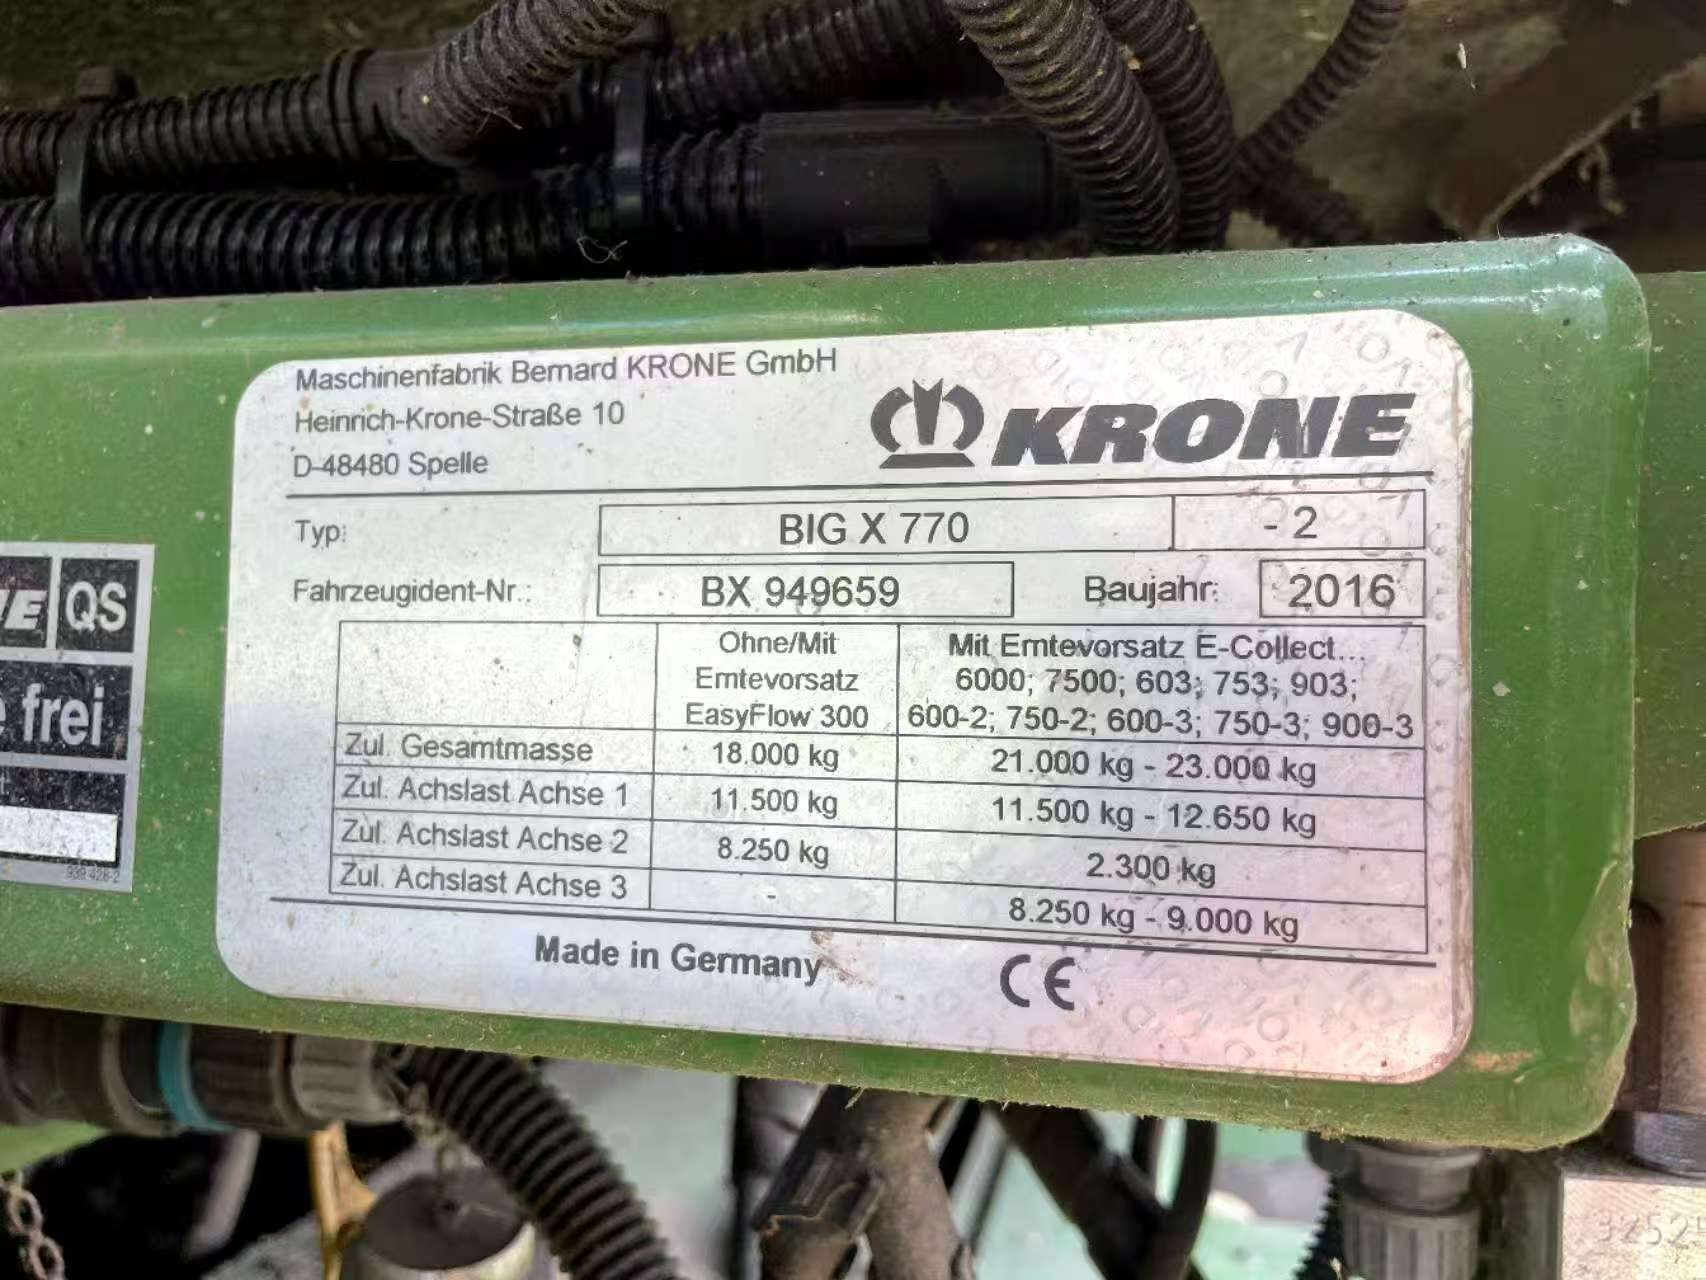 Maschinenfabrik Bernard KRONE GmbH
Heinrich-Krone-Straße 10
D-48480 Spelle
KRONE
Typ: BIG X 770 - 2
Fahrzeugident-Nr.: BX 949659 Baujahr: 2016
Ohne/Mit
Erntevorsatz
EasyFlow 300
Mit Erntevorsatz E-Collect...
6000; 7500; 603; 753; 903;
600-2; 750-2; 600-3; 750-3; 900-3
Zul. Gesamtmasse 18.000 kg 21.000 kg - 23.000 kg
Zul. Achslast Achse 1 11.500 kg 11.500 kg - 12.650 kg
Zul. Achslast Achse 2 8.250 kg 2.300 kg
Zul. Achslast Achse 3 - 8.250 kg - 9.000 kg
Made in Germany CE
QS
frei
939 428-2